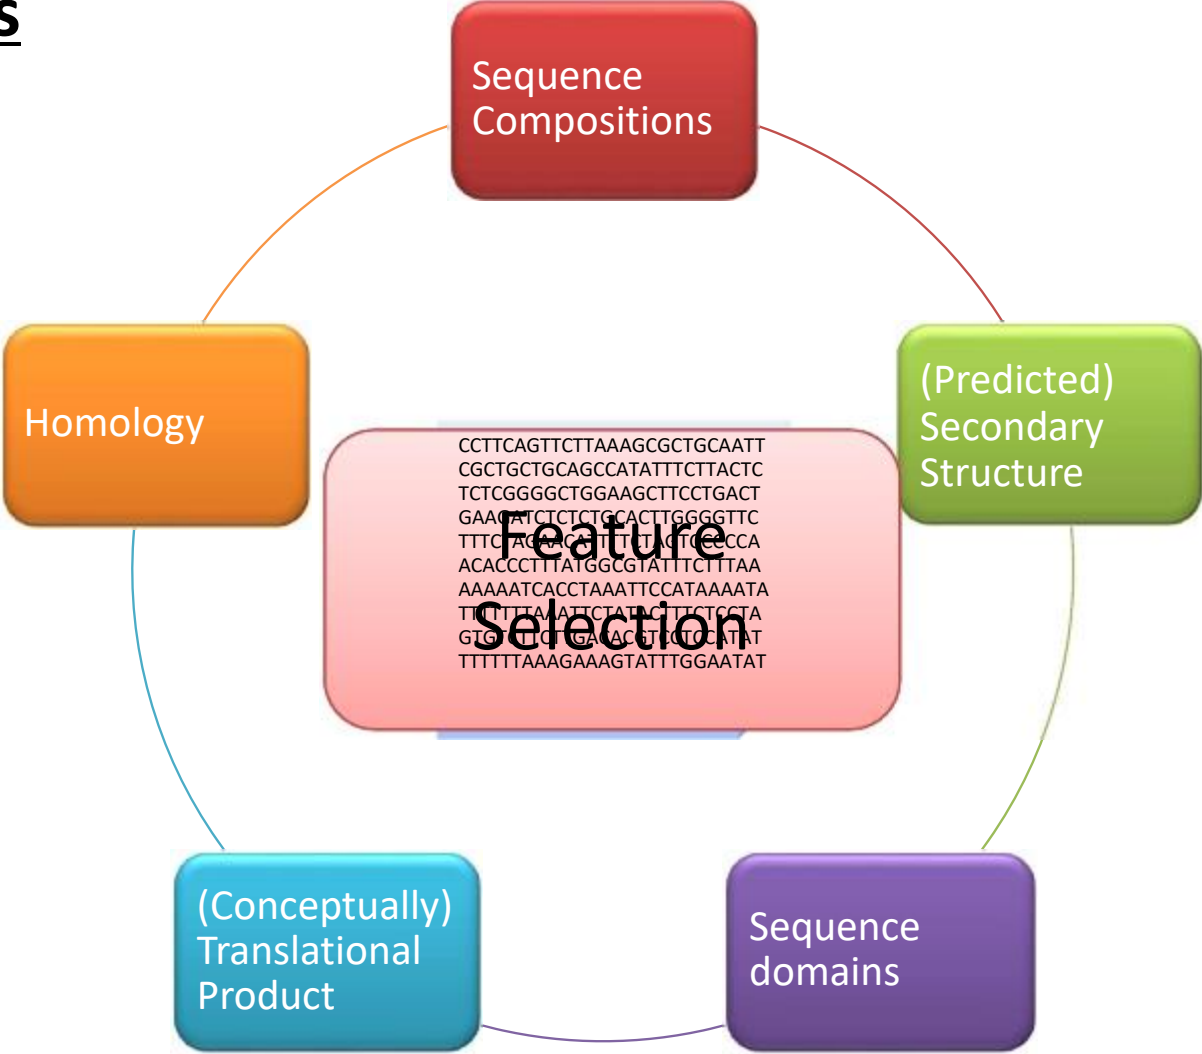 s
Sequence
Compositions
(Predicted)
Secondary
Structure
Homology
CCTTCAGTTCTTAAAGCGCTGCAATT
CGCTGCTGCAGCCATATTTCTTACTC
TCTCGGGGCTGGAAGCTTCCTGACT
ACACCCTTTATGGCGTATTTCTTTAA
AAAAATCACCTAAATTCCATAAAATA
TTTTTTAAAGAAAGTATTTGGAATAT
Feature
Selection
(Conceptually)
Translational
Product
Sequence
domains